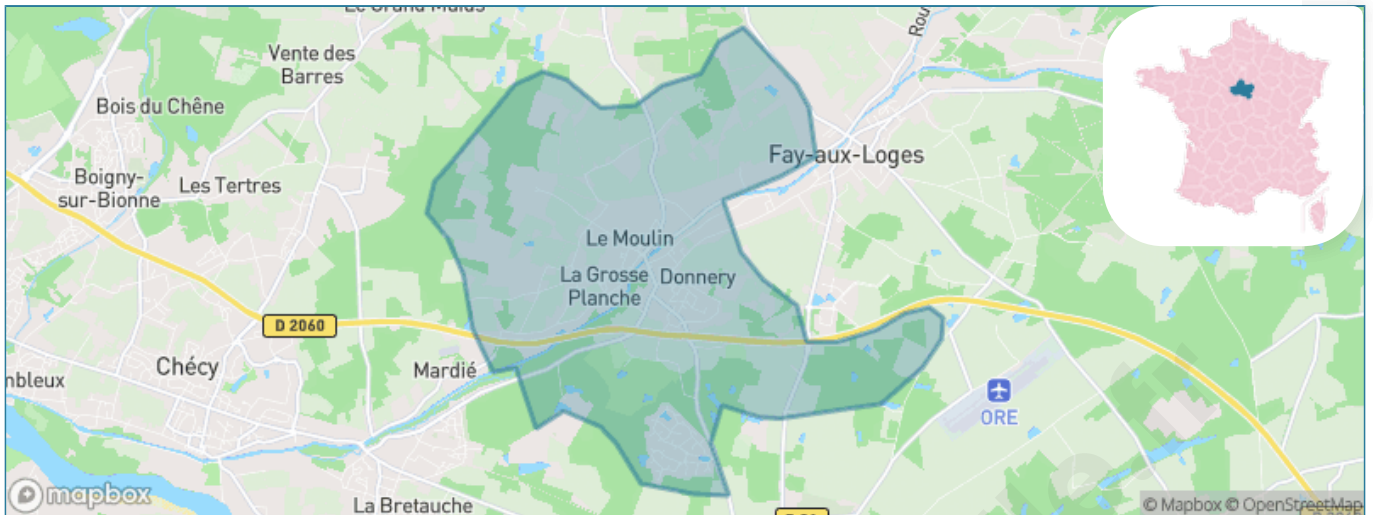 Vente des
Barres
Bois du Chêne
Fay-aux-Loges
Boigny-
sur-Bionne
Les Tertres
Le Moulin
La Grosse
Planche
Donnery
D 2060
Chécy
Mardié
ORE
La Bretauche
mapbox
© Mapbox © OpenStreetMap